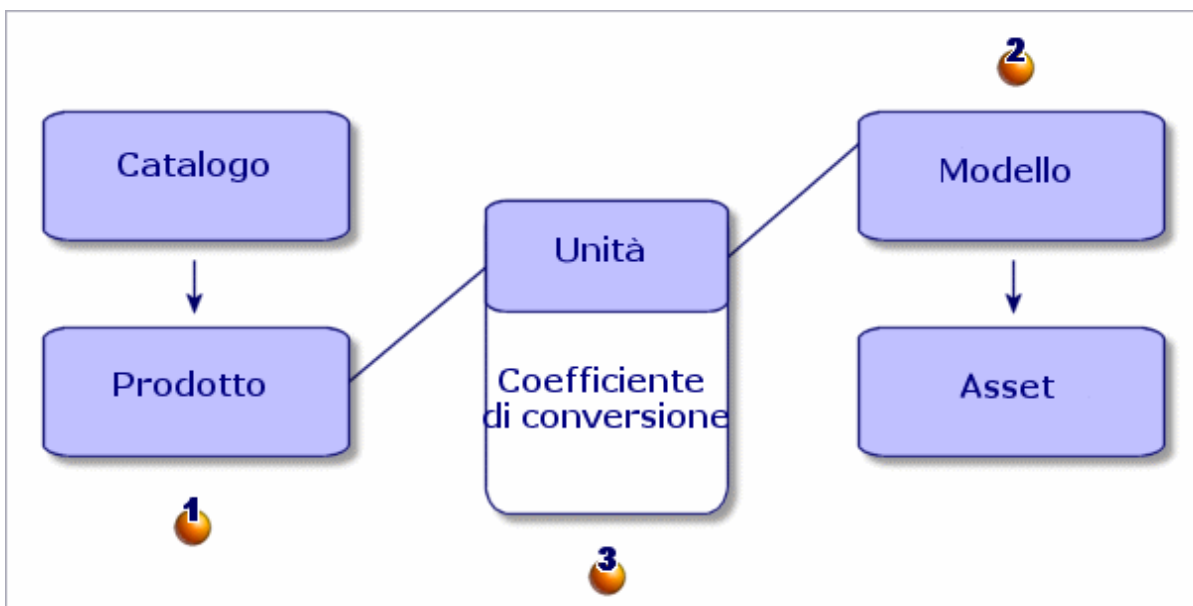 2
Catalogo
Modello
Unità
Prodotto
Coefficiente
di conversione
Asset
1
3